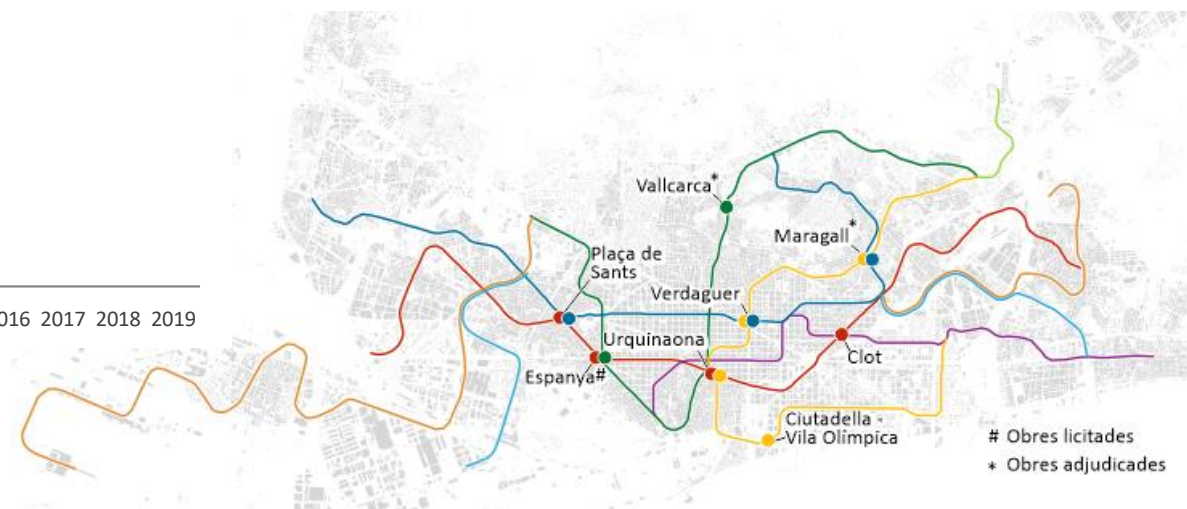 Vallcarca*
Maragall*
Plaça de
Sants
Verdaguer
016 2017 2018 2019
Urquinaona
Espanya#
Clot
Ciutadella -
Vila Olímpica
# Obres licitades
* Obres adjudicades